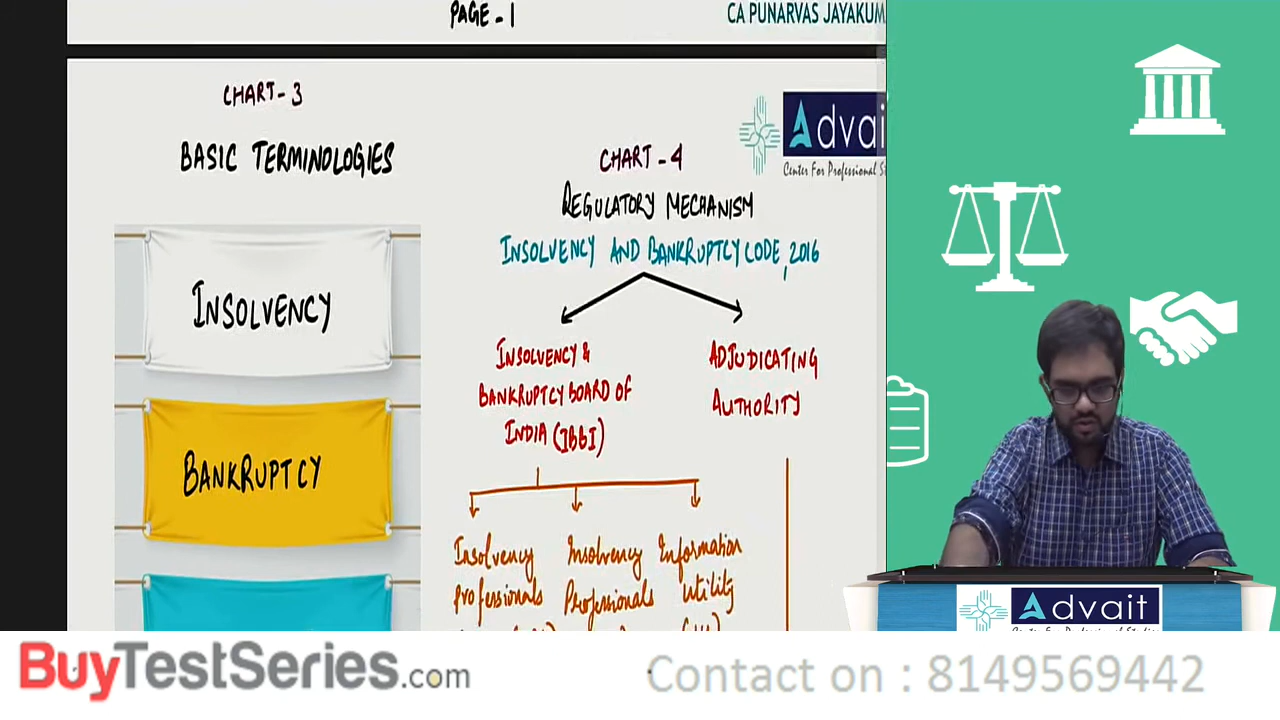 PAGE-1
CA PUNARVAS JAYAKUM
CHART-3
BASIC TERMINOLOGIES
INSOLVENCY
BANKRUPTCY
Advai
Center For Professional St
CHART-4
REGULATORY MECHANISM
INSOLVENCY AND BANKRUPTCY CODE, 2016
INSOLVENCY &
BANKRUPTCY BOARD OF
INDIA (IBBI)
ADJUDICATING
AUTHORITY
Insolvency
Professionals
Insolvency
Professionals
Information
Utility
Advait
BuyTestSeries.com
Contact on : 8149569442